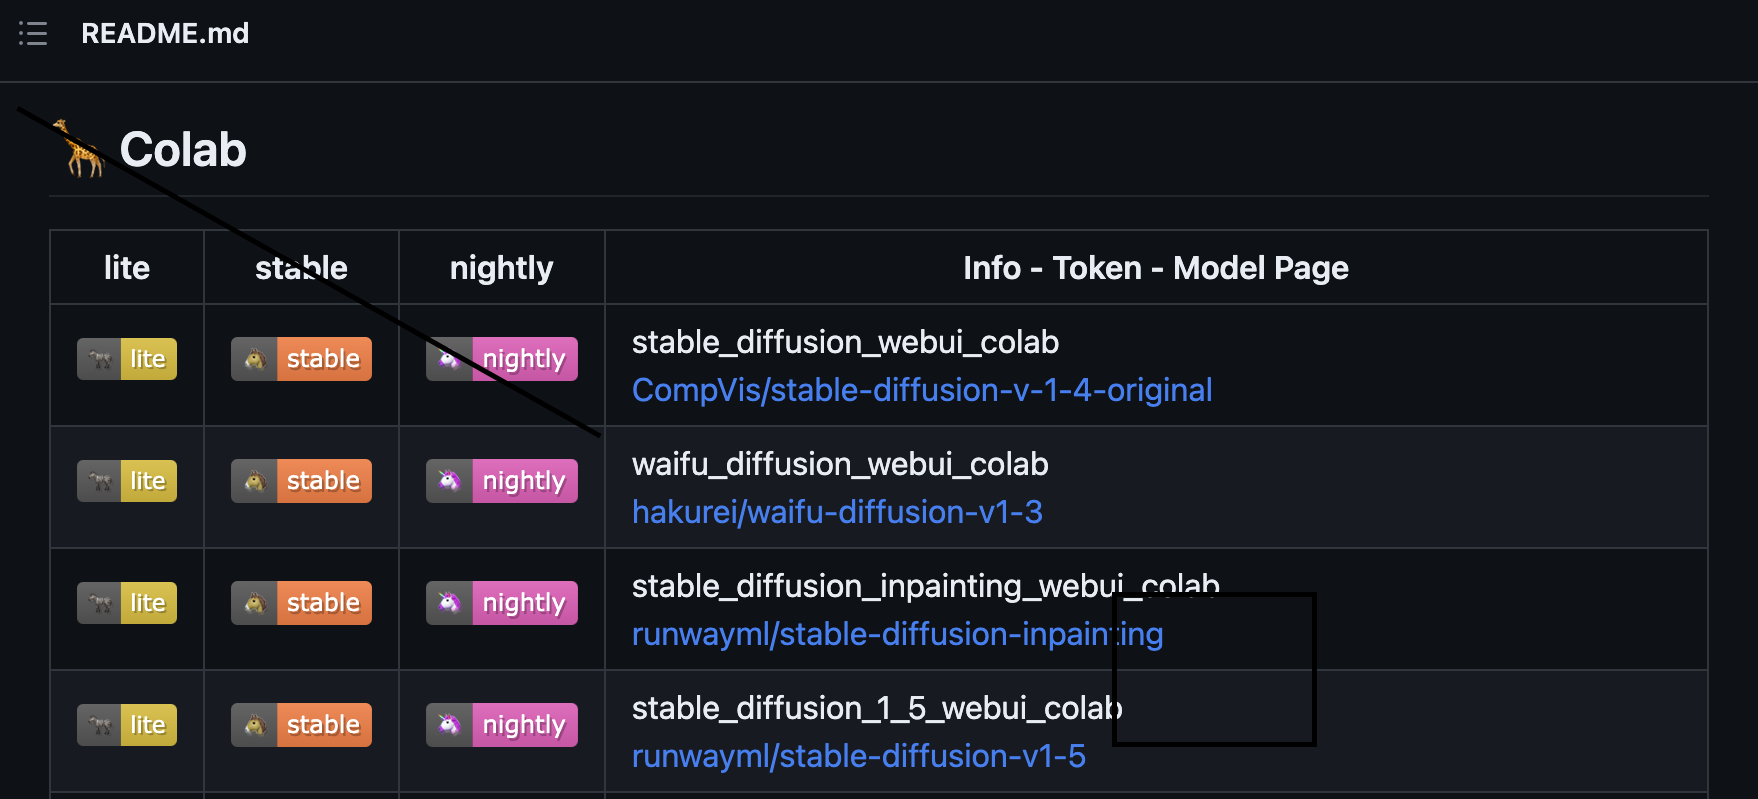 README.md
Colab
lite stable nightly Info - Token - Model Page
lite stable nightly stable_diffusion_webui_colab
CompVis/stable-diffusion-v-1-4-original
lite stable nightly waifu_diffusion_webui_colab
hakurei/waifu-diffusion-v1-3
lite stable nightly stable_diffusion_inpainting_webui_colab
runwayml/stable-diffusion-inpainting
lite stable nightly stable_diffusion_1_5_webui_colab
runwayml/stable-diffusion-v1-5